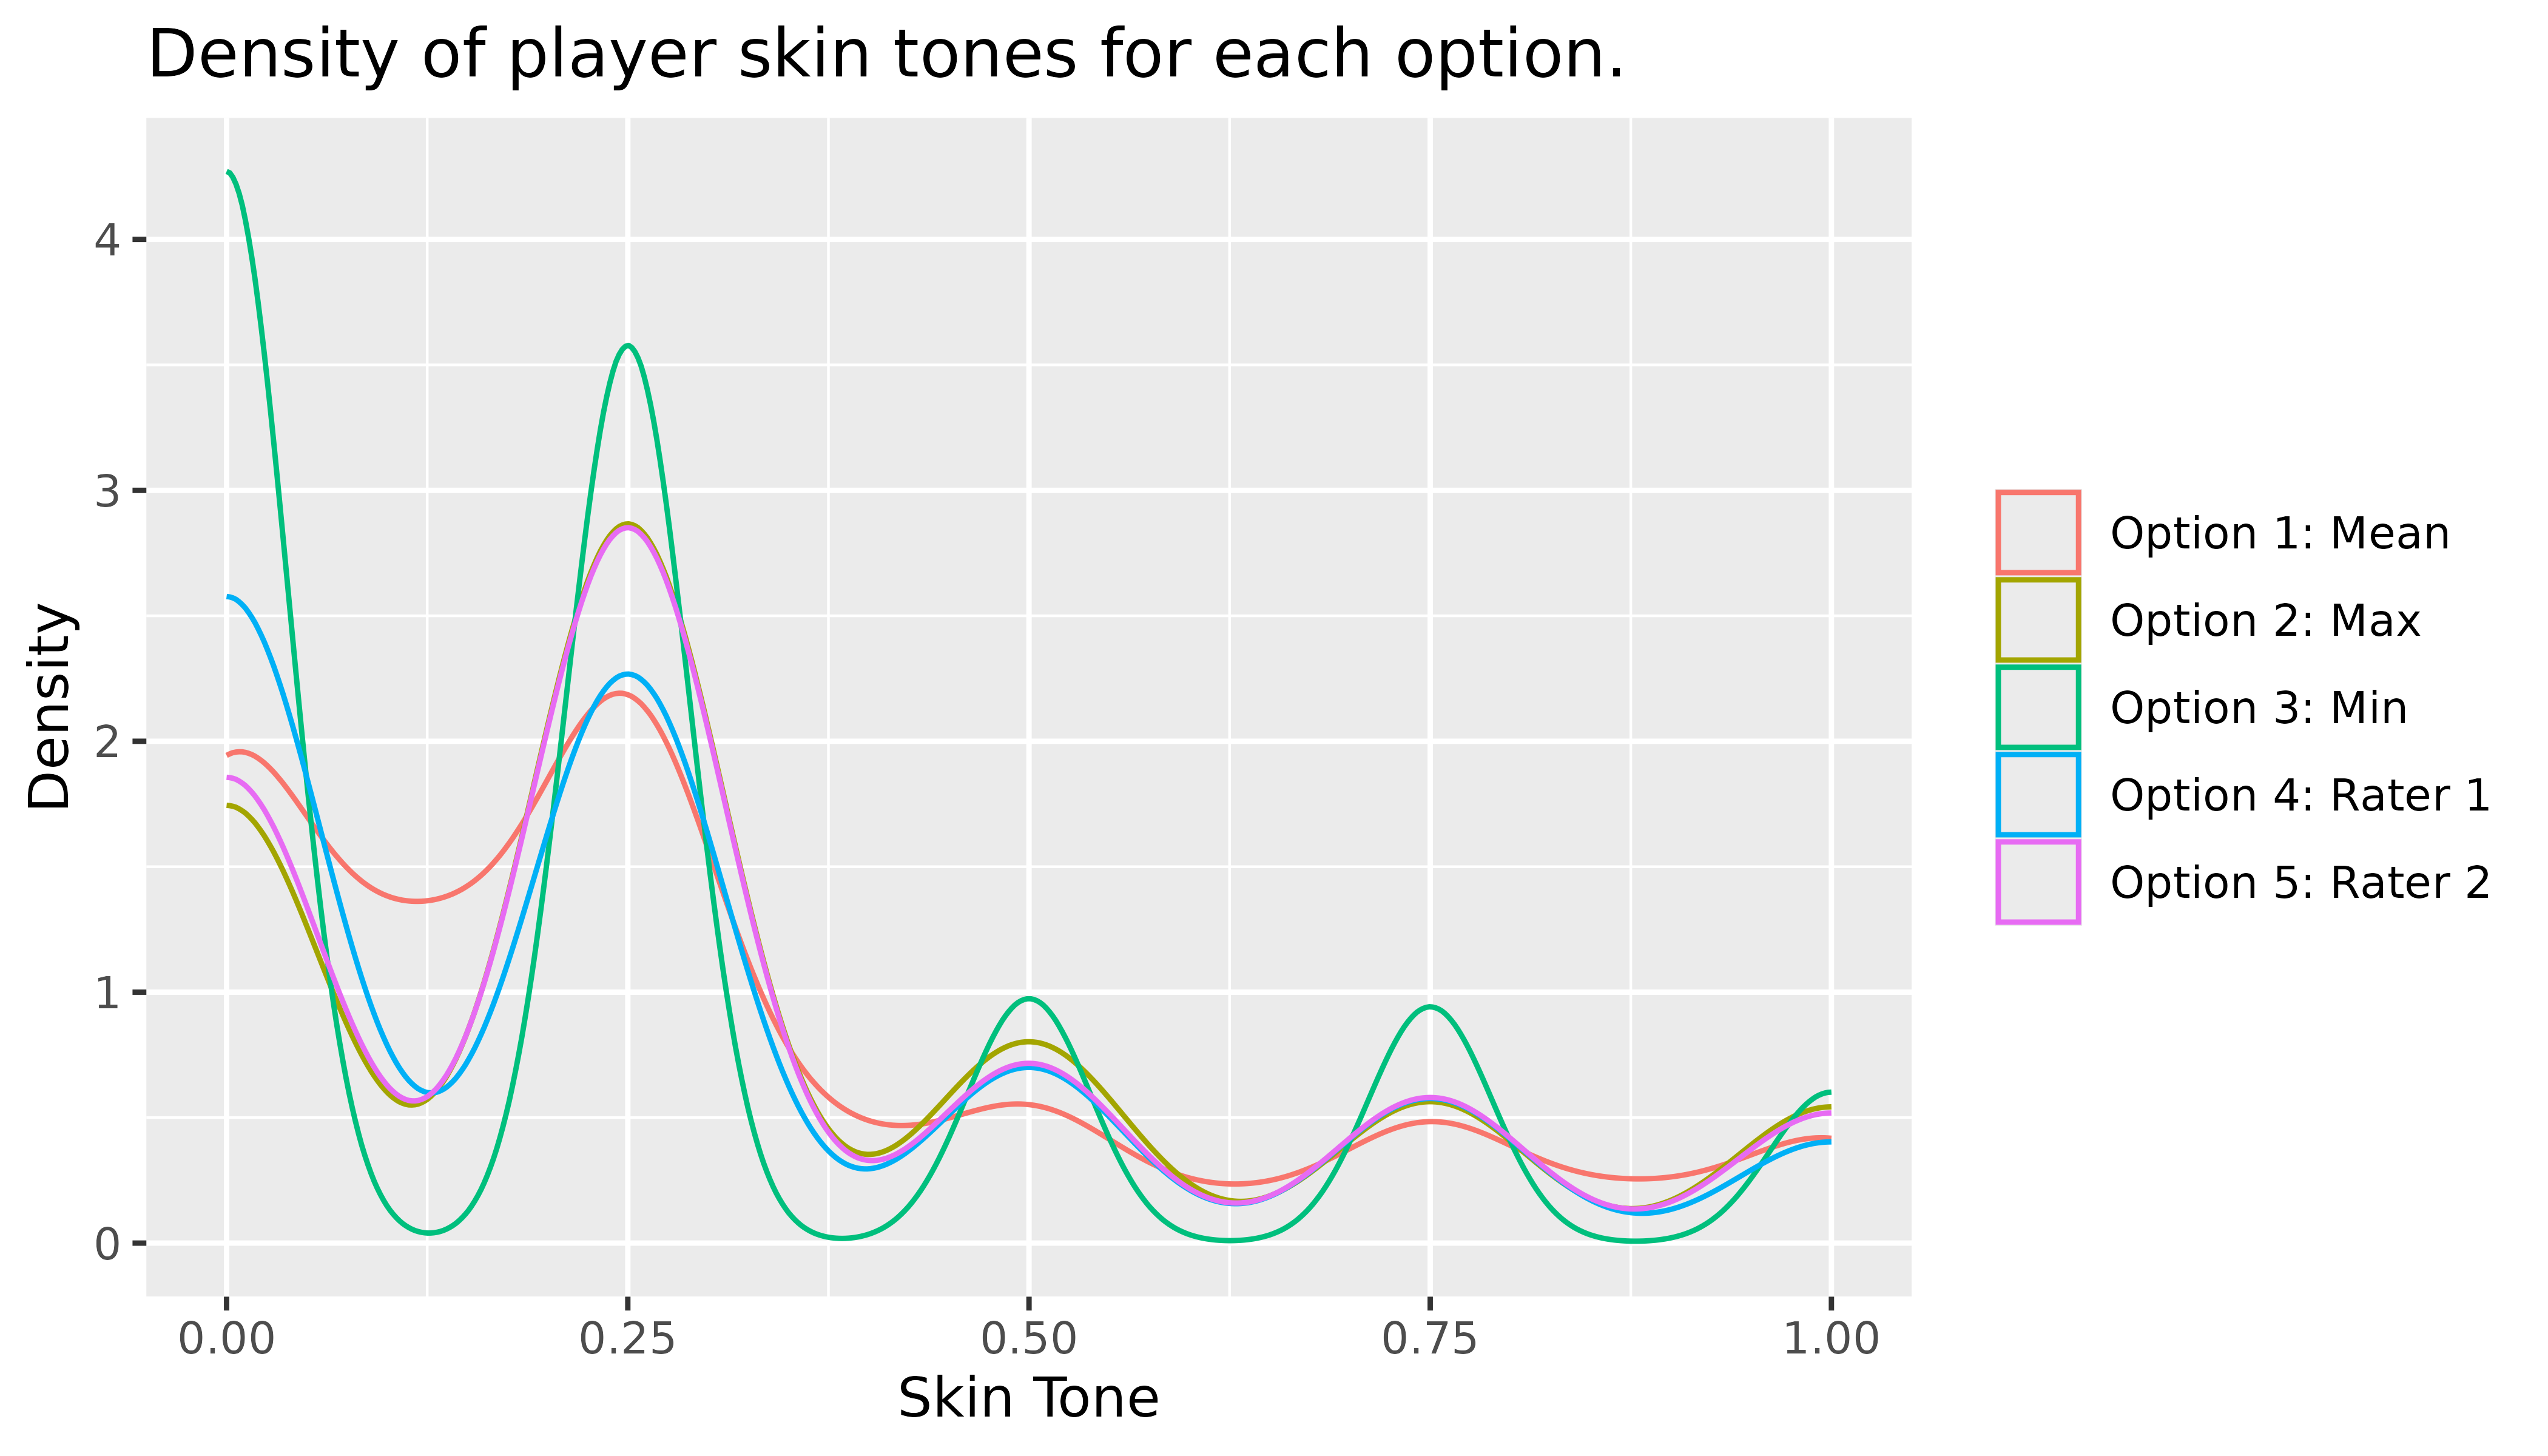 Density of player skin tones for each option.
Density
4
3
2
1
0
0.00 0.25 0.50 0.75 1.00
Skin Tone
Option 1: Mean
Option 2: Max
Option 3: Min
Option 4: Rater 1
Option 5: Rater 2